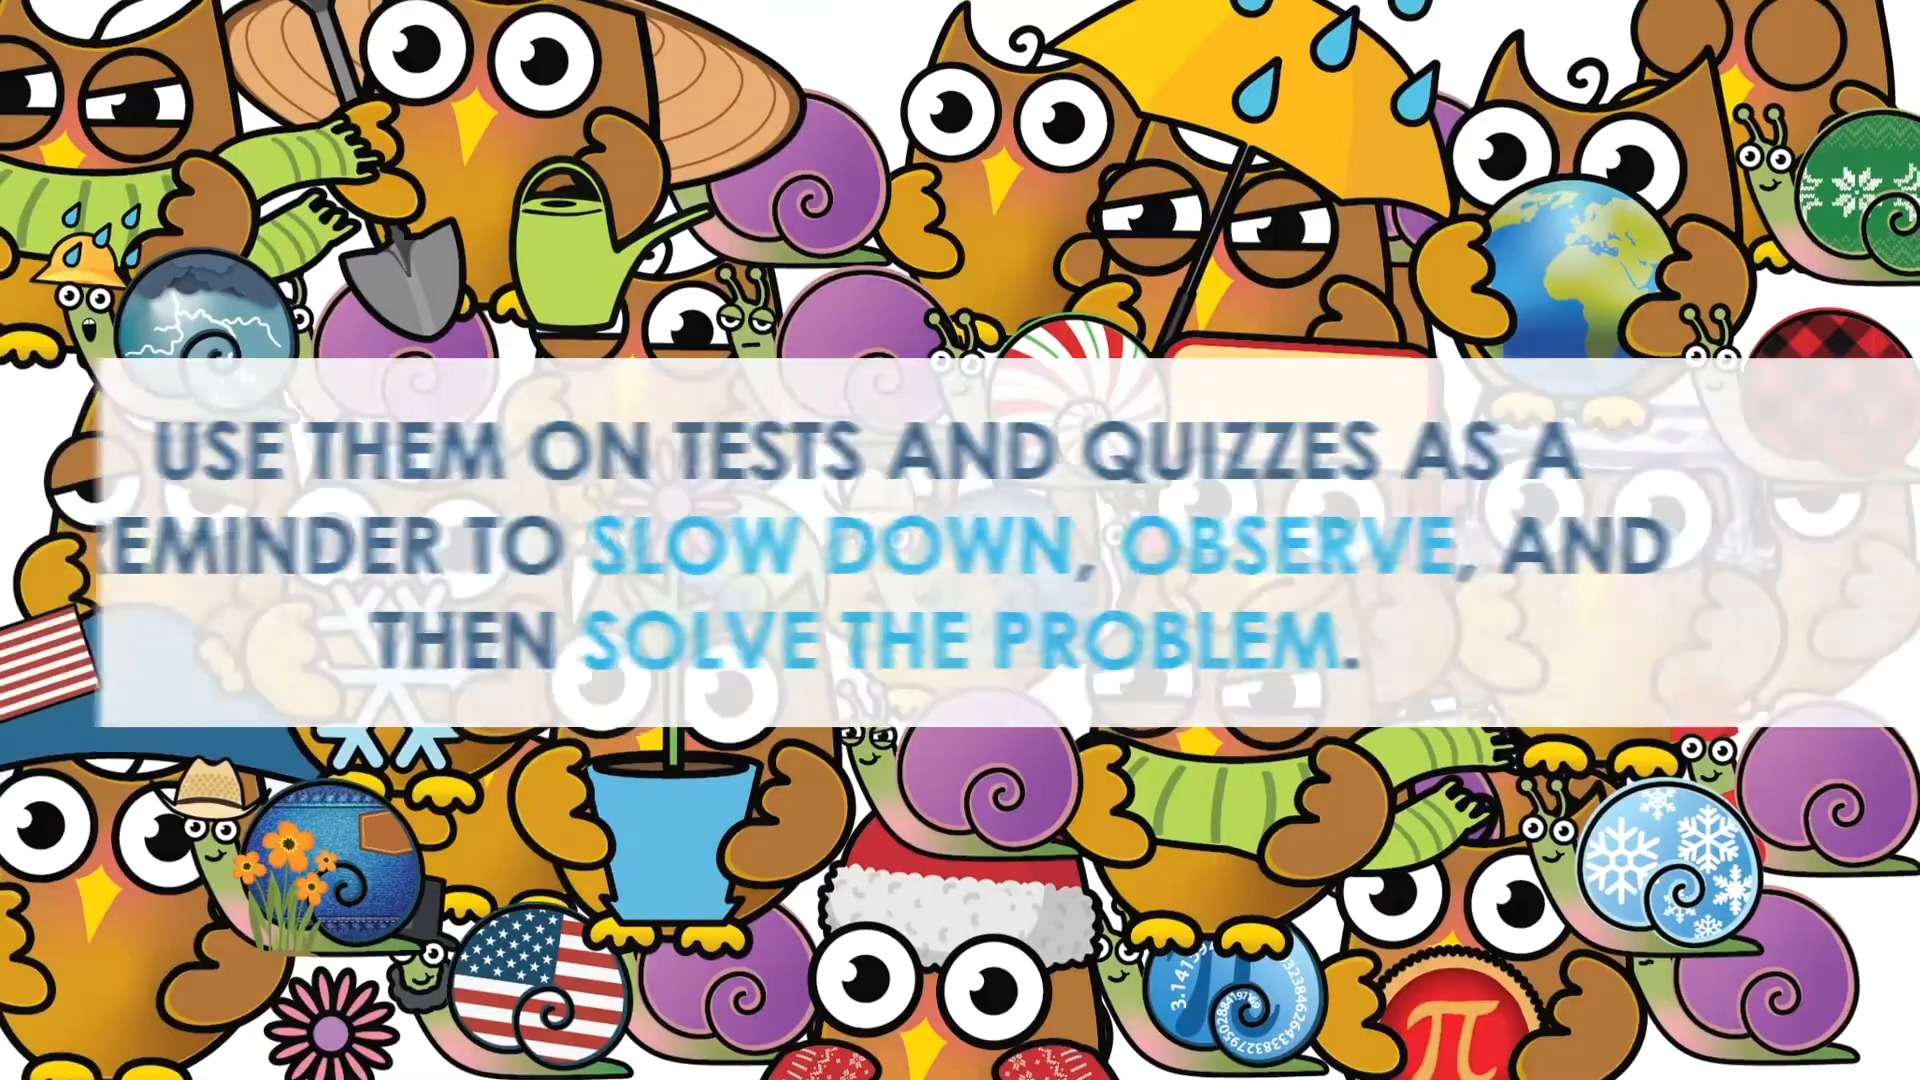 USE THEM ON TESTS AND QUIZZES AS A
EMINDER TO SLOW DOWN, OBSERVE, AND
THEN SOLVE THE PROBLEM.
π